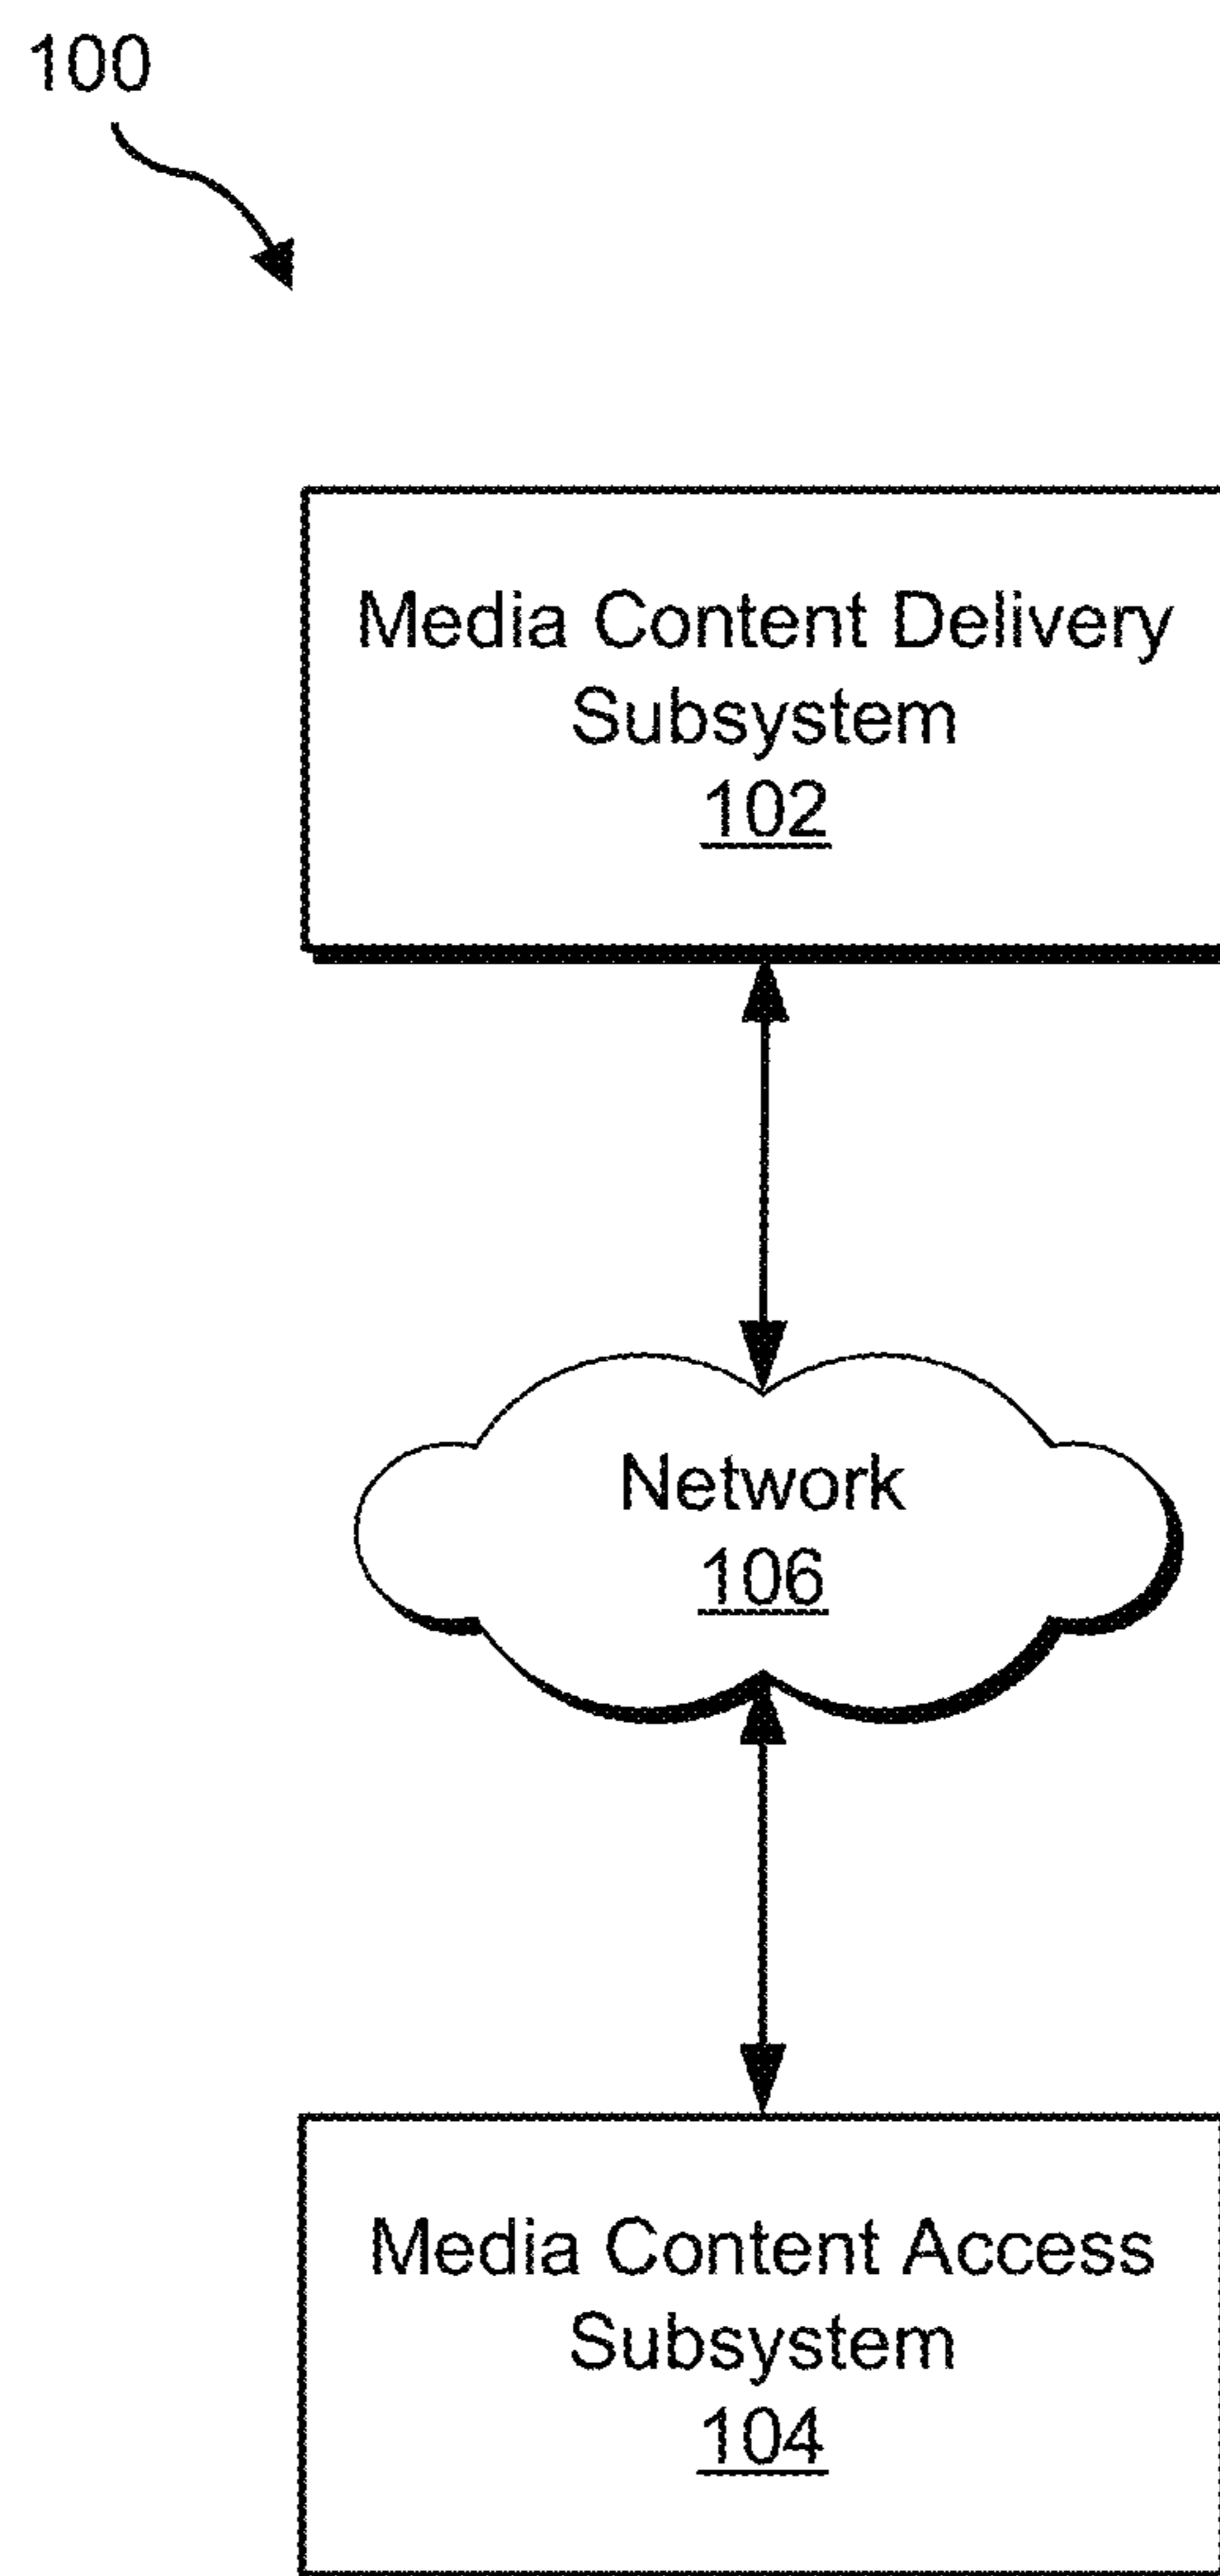 100
Media Content Delivery
Subsystem
102
Network
106
Media Content Access
Subsystem
104